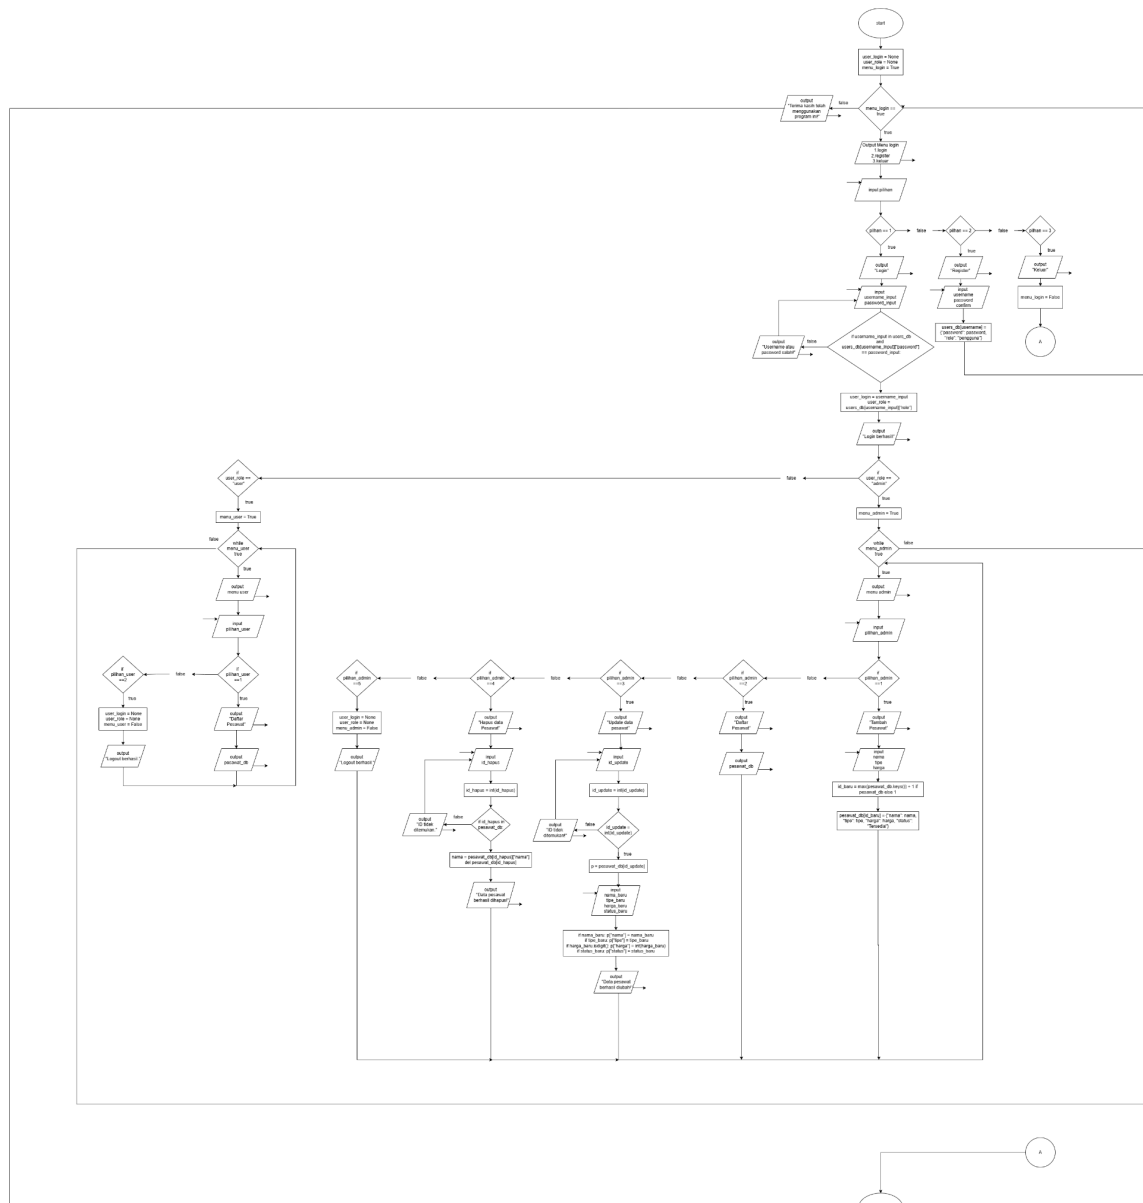 start
user_login = None
user_role = None
menu_login = True
output
"Terima kasih telah
menggunakan
program ini!"
false
menu_login ==
true
true
Output Menu login
1 login
2 register
3 keluar
input pilihan
pilihan == 1
false
pilihan == 2
false
pilihan == 3
true
true
true
output
"Login"
output
"Register"
output
"Keluar"
input
username_input
password_input
input
username
password
confirm
menu_login = False
users_db[username] =
{"password": password,
"role", "pengguna"}
A
output
"Username atau
password salah!"
false
if username_input in users_db
and
users_db[username_input]["password"]
== password_input
user_login = username_input
user_role =
users_db[username_input]["role"]
output
"Login berhasil!"
if
user_role ==
"user"
false
if
user_role ==
"admin"
true
true
menu_user = True
menu_admin = True
false
while
menu_user
true
while
menu_admin
true
false
true
true
output
menu user
output
menu admin
input
pilihan_user
input
pilihan_admin
if
pilihan_user
==2
false
if
pilihan_user
==1
if
pilihan_admin
==5
false
if
pilihan_admin
==4
false
if
pilihan_admin
==3
false
if
pilihan_admin
==2
false
if
pilihan_admin
==1
true
true
true
true
true
user_login = None
user_role = None
menu_user = False
output
"Daftar
Pesawat"
user_login = None
user_role = None
menu_admin = False
output
"Hapus data
Pesawat"
output
"Update data
pesawat"
output
"Daftar
Pesawat"
output
"Tambah
Pesawat"
output
"Logout berhasil"
output
pesawat_db
output
"Logout berhasil "
input
id_hapus
input
id_update
output
pesawat_db
input
nama
tipe
harga
id_hapus = int(id_hapus)
id_update = int(id_update)
id_baru = max(pesawat_db.keys()) + 1 if
pesawat_db else 1
output
"ID tidak
ditemukan."
if id_hapus in
pesawat_db
output
"ID tidak
ditemukan!"
false
id_update =
int(id_update)
pesawat_db[id_baru] = {"nama": nama,
"tipe": tipe, "harga": harga, "status":
"Tersedia"}
true
nama = pesawat_db[id_hapus]["nama"]
del pesawat_db[id_hapus]
p = pesawat_db[id_update]
output
"Data pesawat
berhasil dihapus!"
input
nama_baru
tipe_baru
harga_baru
status_baru
if nama_baru: p["nama"] = nama_baru
if tipe_baru: p["tipe"] = tipe_baru
if harga_baru.isdigit(): p["harga"] = int(harga_baru)
if status_baru: p["status"] = status_baru
output
"Data pesawat
berhasil diubah!"
A